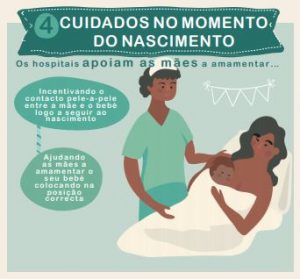 4 CUIDADOS NO MOMENTO
DO NASCIMENTO
Os hospitais apoiam as mães a amamentar...
Incentivando o
contacto pele-a-pele
entre a mãe e o bebé
logo a seguir ao
nascimento
Ajudando
as mães a
amamentar o
seu bebé
colocando na
posição
correcta